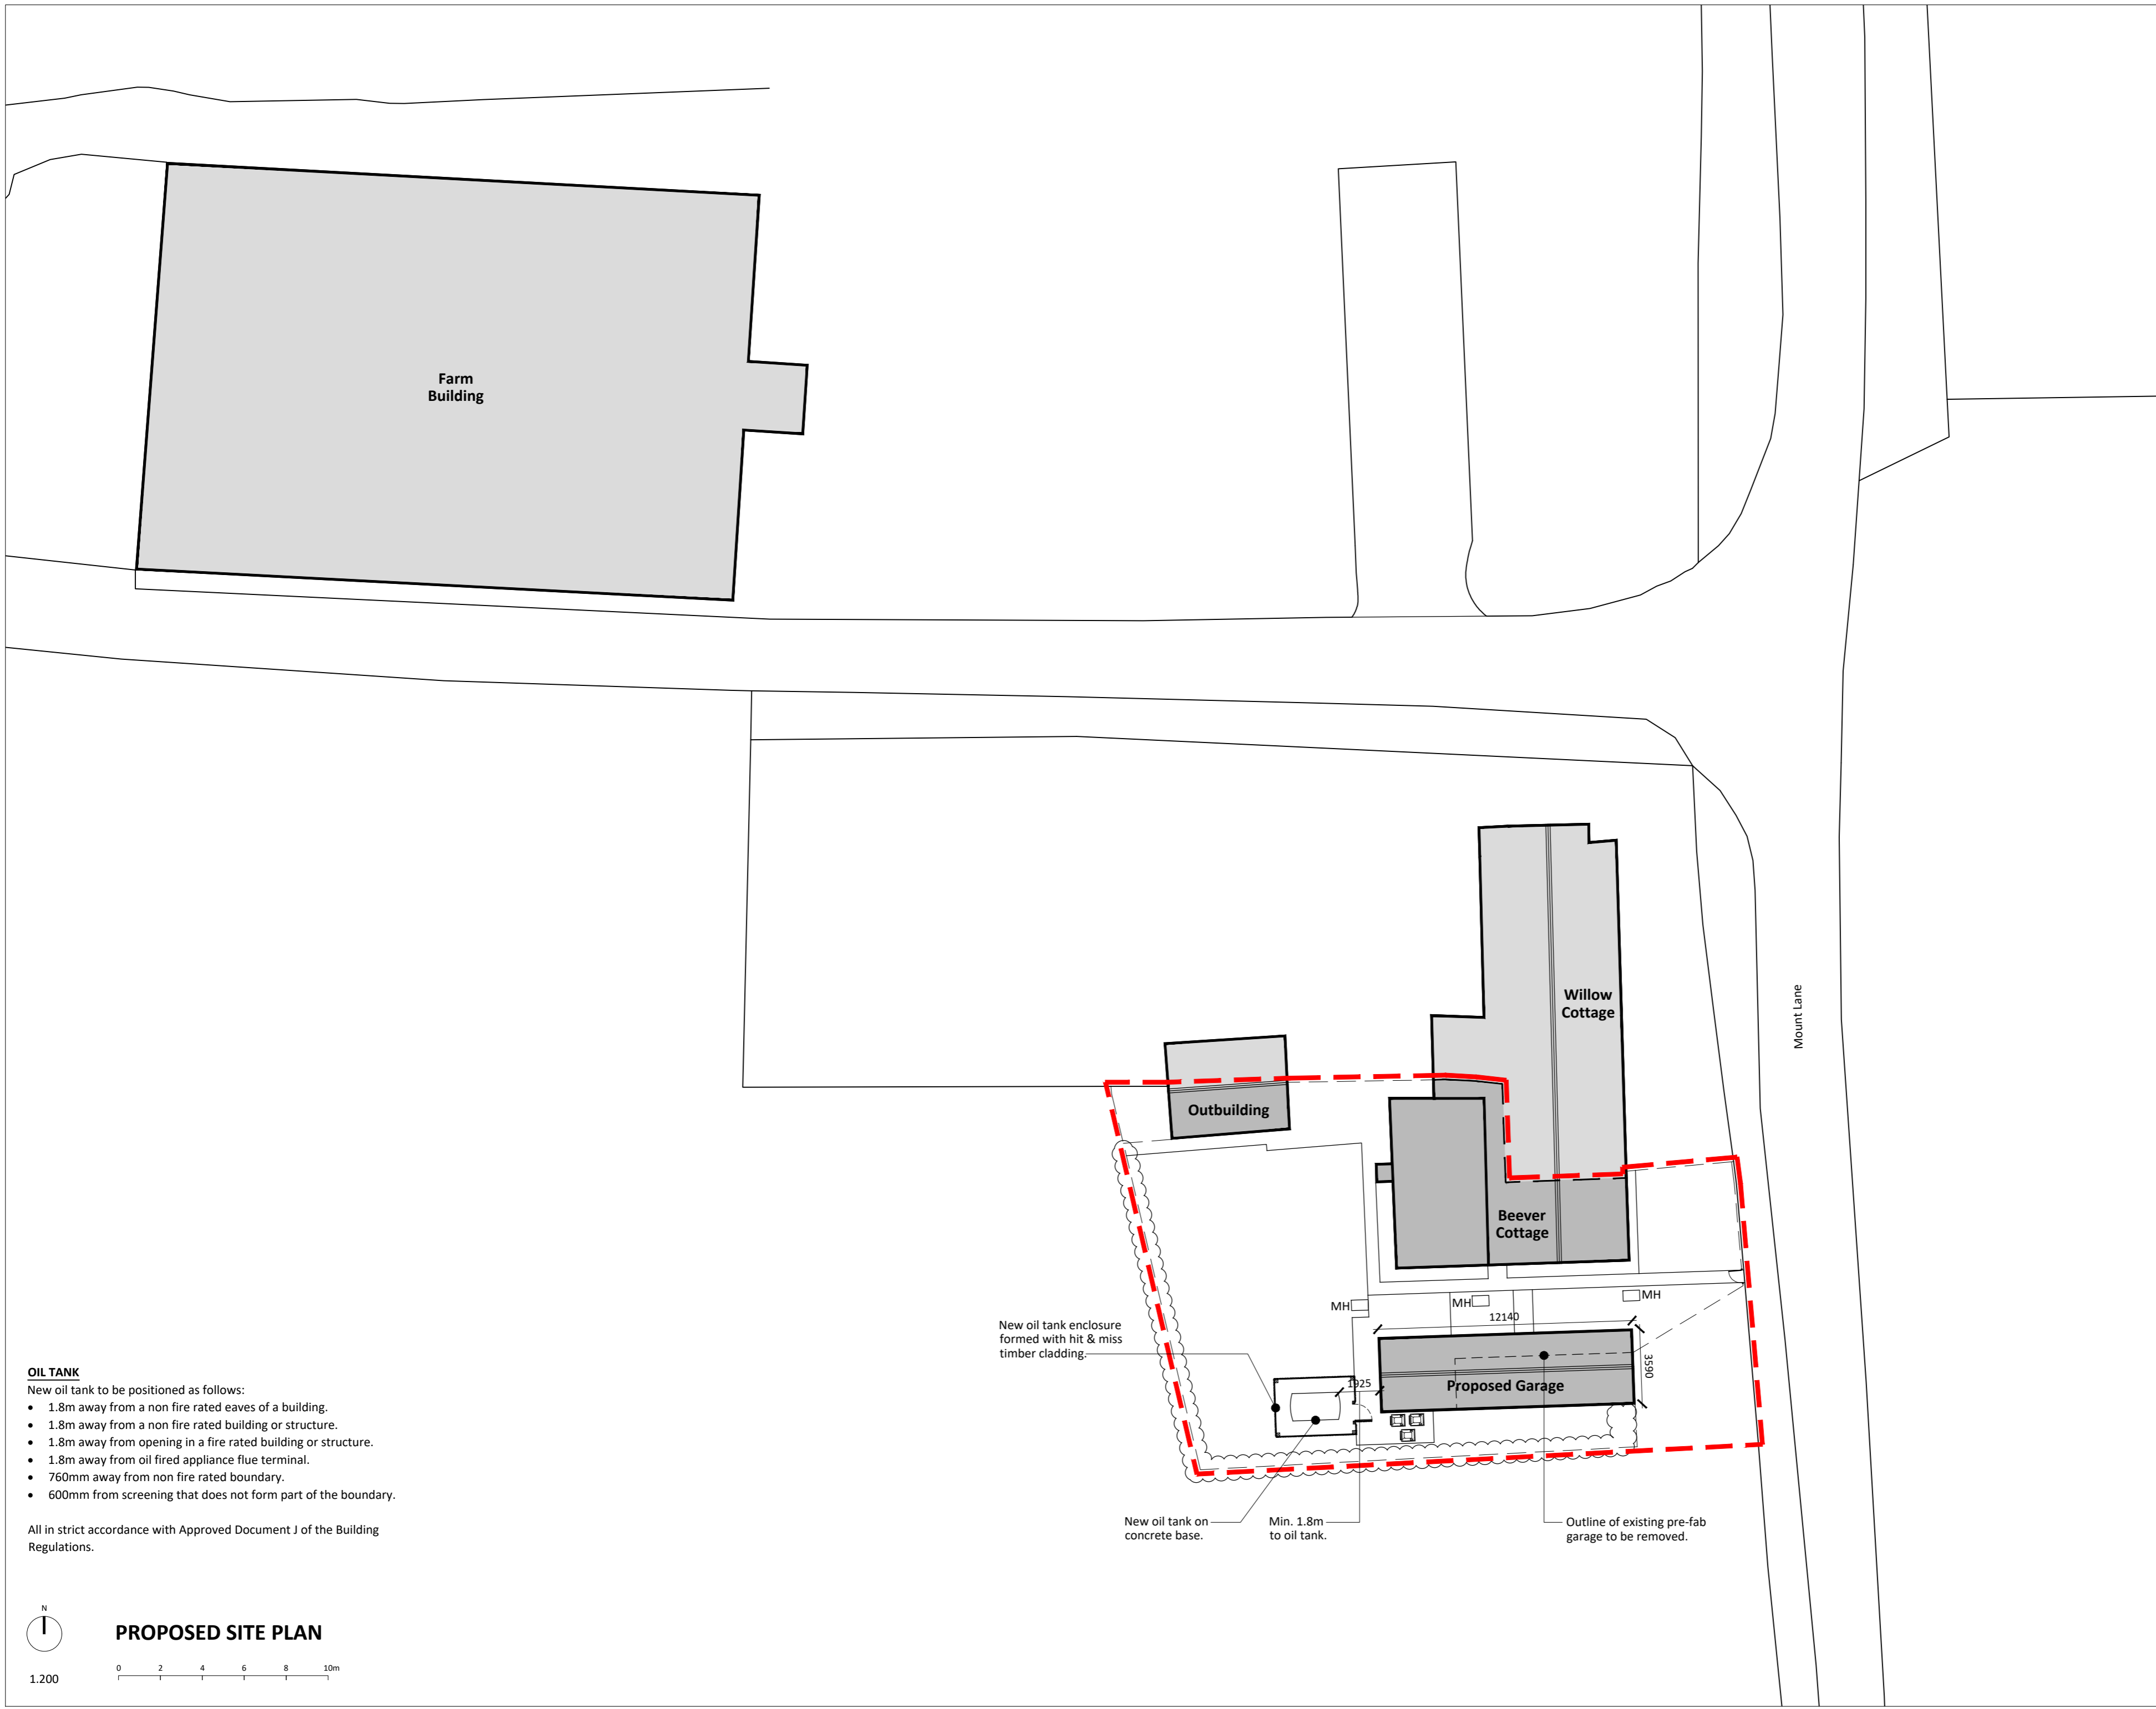 Farm
Building
Willow
Cottage
Mount Lane
Outbuilding
Beever
Cottage
MH
MH
MH
12140
3590
1925
Proposed Garage
New oil tank enclosure
formed with hit & miss
timber cladding.
New oil tank on
concrete base.
Min. 1.8m
to oil tank.
Outline of existing pre-fab
garage to be removed.
OIL TANK
New oil tank to be positioned as follows:
• 1.8m away from a non fire rated eaves of a building.
• 1.8m away from a non fire rated building or structure.
• 1.8m away from opening in a fire rated building or structure.
• 1.8m away from oil fired appliance flue terminal.
• 760mm away from non fire rated boundary.
• 600mm from screening that does not form part of the boundary.
All in strict accordance with Approved Document J of the Building
Regulations.
N
PROPOSED SITE PLAN
1.200
0 2 4 6 8 10m